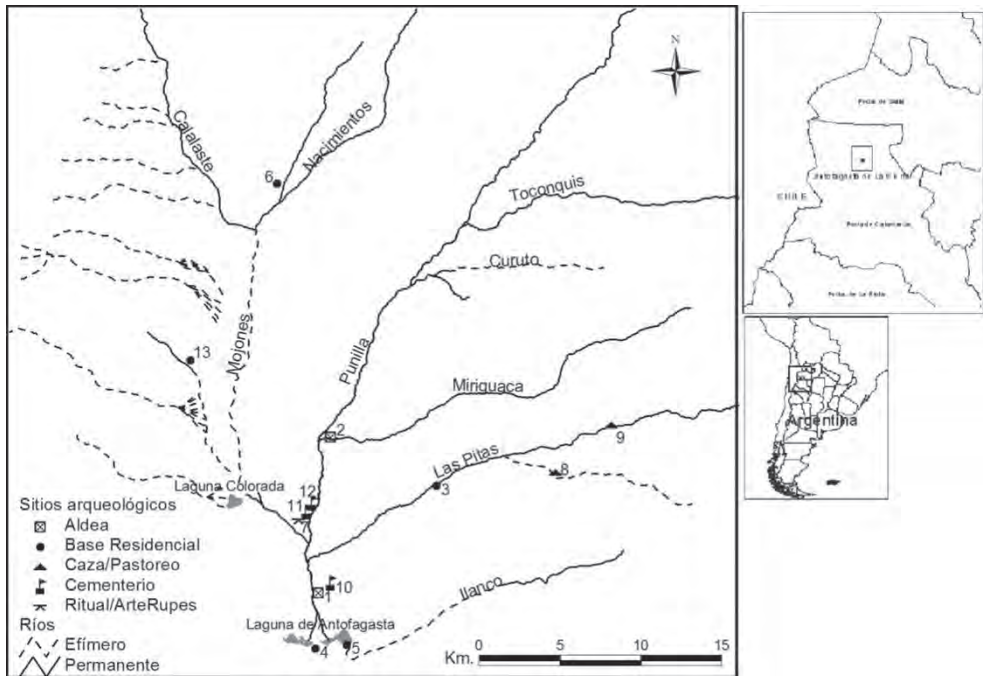 N
Calalaste
Nacimientos
6
Toconquis
Curuto
Mojones
Punilla
13
Miriguaca
2
9
Las Pitas
8
3
Laguna Colorada
12
11
7
Sitios arqueológicos
Aldea
Base Residencial
Caza/Pastoreo
Cementerio
Ritual/ArteRupes
Ríos
Efímero
Permanente
10
1
Ilanco
Laguna de Antofagasta
4
5
Km.
0 5 10 15
CHILE
Argentina